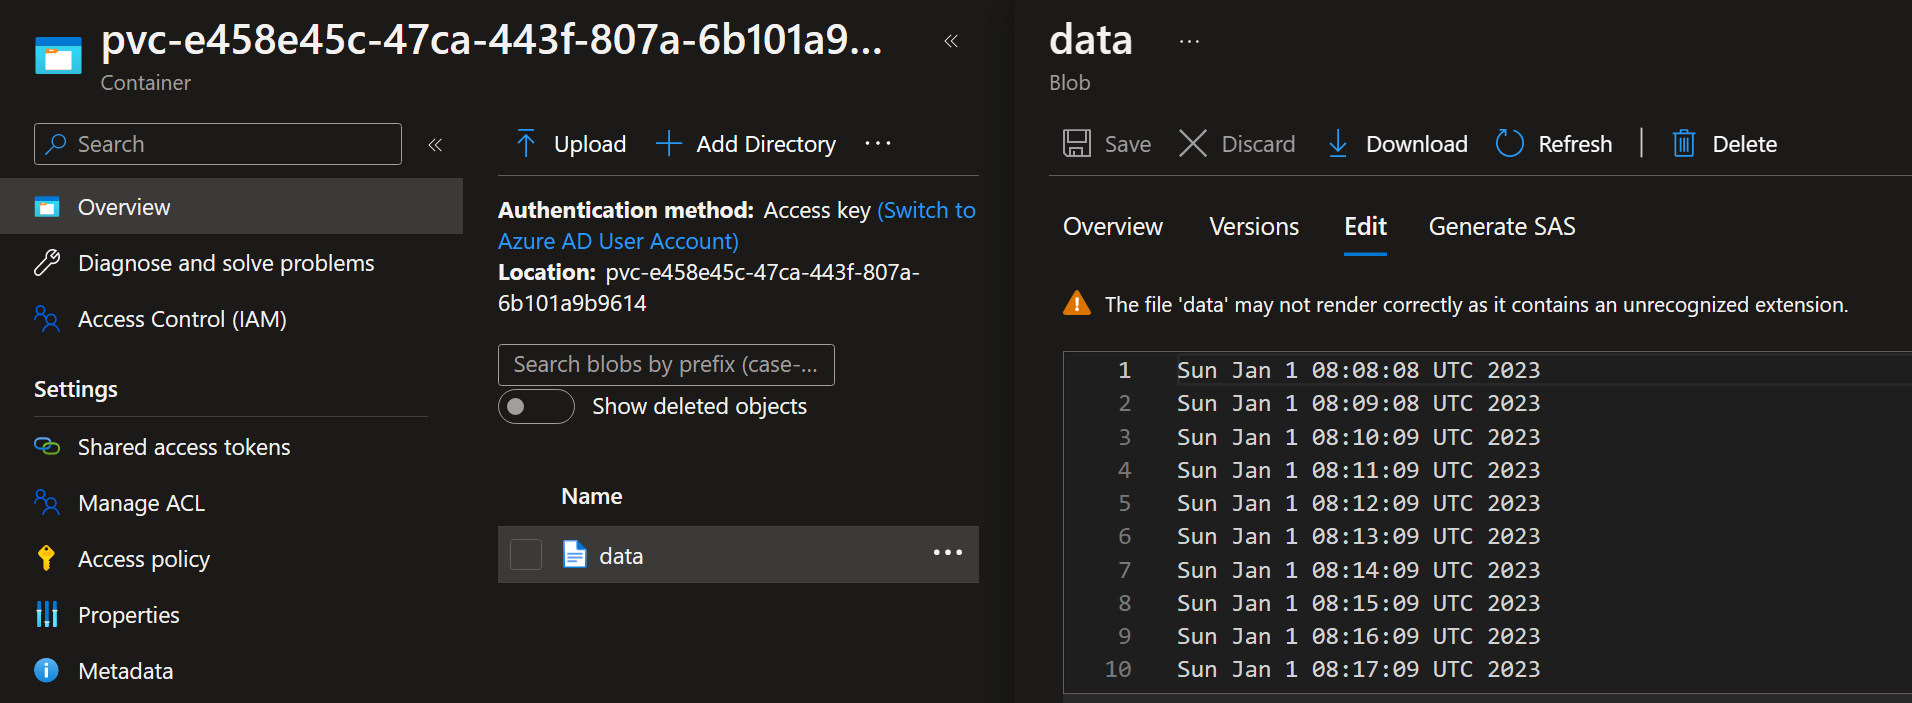 pvc-e458e45c-47ca-443f-807a-6b101a9...
Container
Search
Overview
Diagnose and solve problems
Access Control (IAM)
Settings
Shared access tokens
Manage ACL
Access policy
Properties
Metadata
Upload
Add Directory
Authentication method: Access key (Switch to
Azure AD User Account)
Location: pvc-e458e45c-47ca-443f-807a-
6b101a9b9614
Search blobs by prefix (case-...
Show deleted objects
Name
data
data
Blob
Save Discard Download Refresh Delete
Overview Versions Edit Generate SAS
The file 'data' may not render correctly as it contains an unrecognized extension.
1 Sun Jan 1 08:08:08 UTC 2023
2 Sun Jan 1 08:09:08 UTC 2023
3 Sun Jan 1 08:10:09 UTC 2023
4 Sun Jan 1 08:11:09 UTC 2023
5 Sun Jan 1 08:12:09 UTC 2023
6 Sun Jan 1 08:13:09 UTC 2023
7 Sun Jan 1 08:14:09 UTC 2023
8 Sun Jan 1 08:15:09 UTC 2023
9 Sun Jan 1 08:16:09 UTC 2023
10 Sun Jan 1 08:17:09 UTC 2023